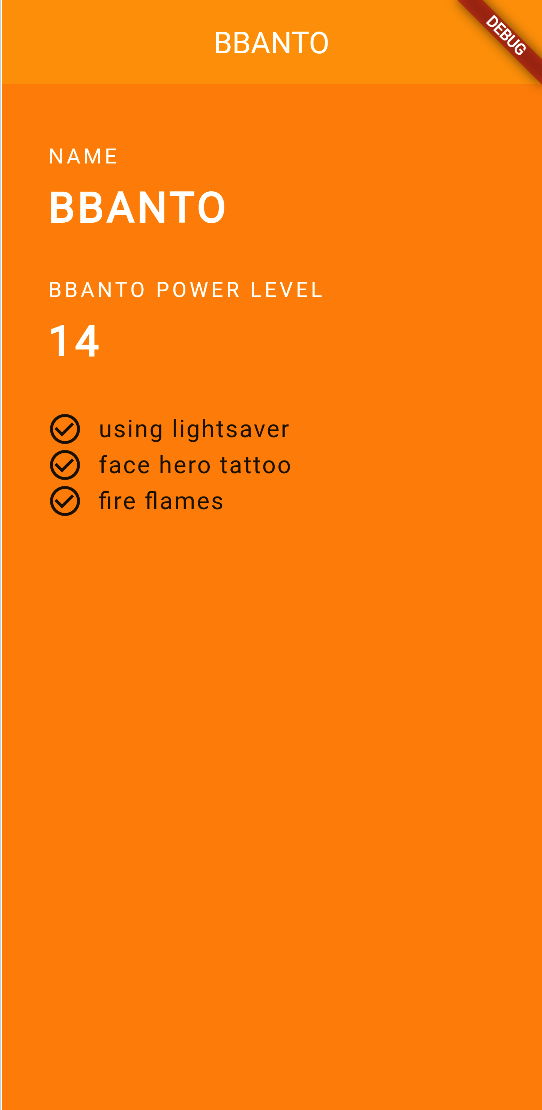 BBANTO
DEBUG
NAME
BBANTO
BBANTO POWER LEVEL
14
using lightsaver
face hero tattoo
fire flames